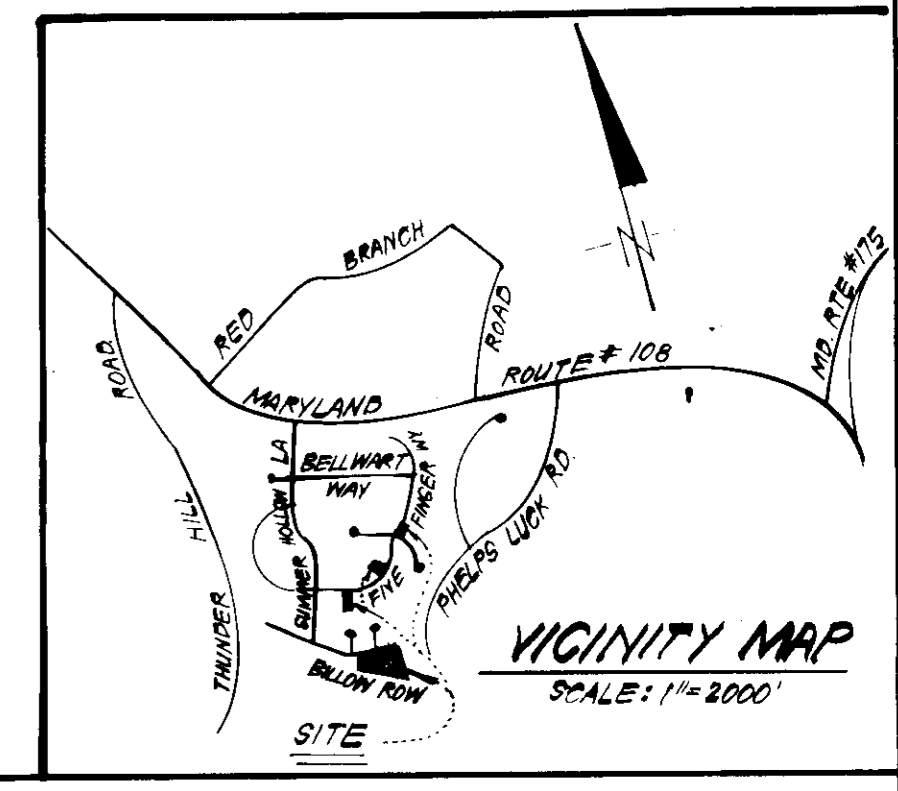 N
RED BRANCH ROAD
MD. RTE #175
MARYLAND ROUTE # 108
THUNDER HILL ROAD
SUMMER HOLLOW LA
BELLWART
WAY
FIVE FINGER WY
PHELPS LUCK RD.
BILLOW ROW
VICINITY MAP
SCALE: 1"=2000'
SITE